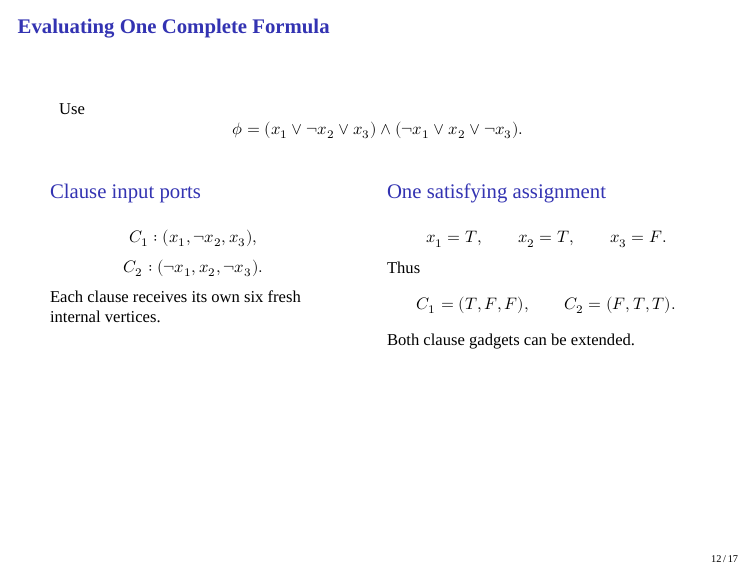 Evaluating One Complete Formula
Use
ϕ = (x₁ ∨ ¬x₂ ∨ x₃) ∧ (¬x₁ ∨ x₂ ∨ ¬x₃).
Clause input ports
C₁ : (x₁, ¬x₂, x₃),
C₂ : (¬x₁, x₂, ¬x₃).
Each clause receives its own six fresh
internal vertices.
One satisfying assignment
x₁ = T, x₂ = T, x₃ = F.
Thus
C₁ = (T, F, F), C₂ = (F, T, T).
Both clause gadgets can be extended.
12 / 17